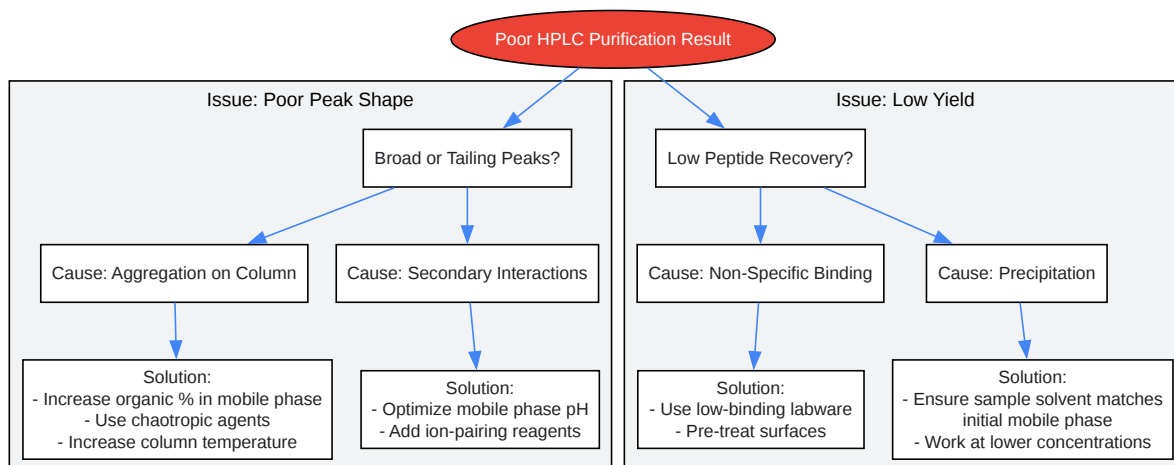 Poor HPLC Purification Result
Issue: Poor Peak Shape
Issue: Low Yield
Broad or Tailing Peaks?
Low Peptide Recovery?
Cause: Aggregation on Column
Cause: Secondary Interactions
Cause: Non-Specific Binding
Cause: Precipitation
Solution:
- Increase organic % in mobile phase
- Use chaotropic agents
- Increase column temperature
Solution:
- Optimize mobile phase pH
- Add ion-pairing reagents
Solution:
- Use low-binding labware
- Pre-treat surfaces
Solution:
- Ensure sample solvent matches
initial mobile phase
- Work at lower concentrations